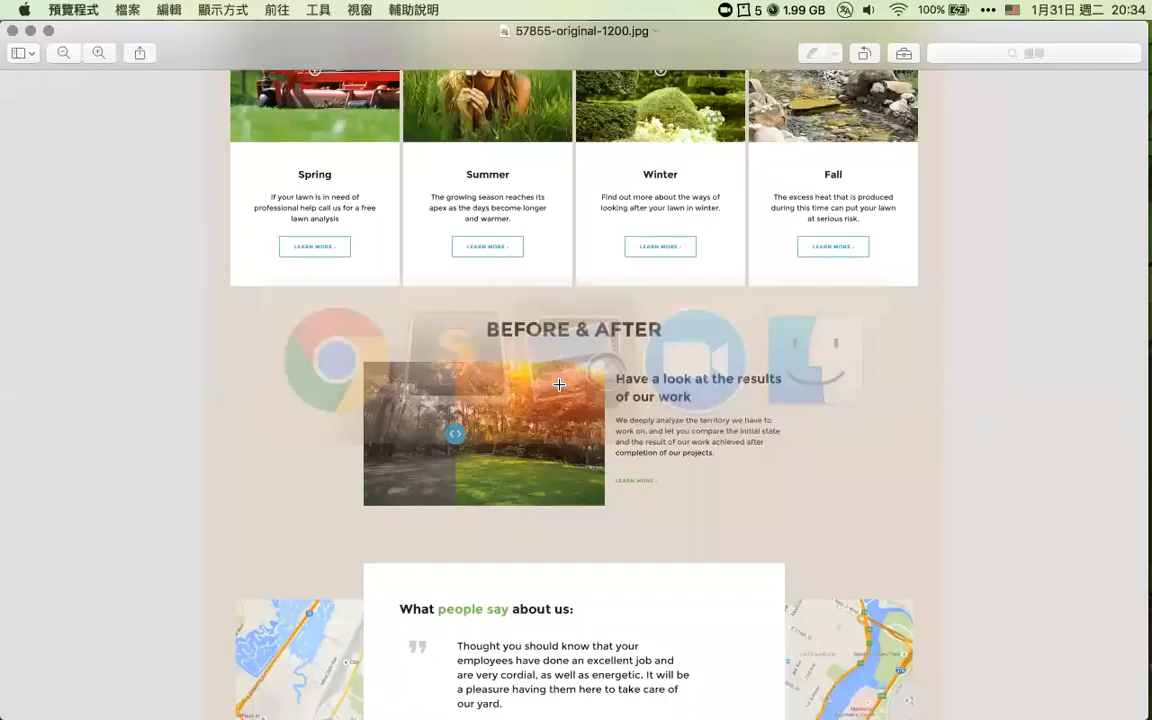 預覽程式 檔案 編輯 顯示方式 前往 工具 視窗 輔助說明 5 1.99 GB 100% 1月31日 週二 20:34
57855-original-1200.jpg
搜尋
Spring Summer Winter Fall
If your lawn is in need of
professional help call us for a free
lawn analysis
The growing season reaches its
apex as the days become longer
and warmer.
Find out more about the ways of
looking after your lawn in winter.
The excess heat that is produced
during this time can put your lawn
at serious risk.
LEARN MORE › LEARN MORE › LEARN MORE › LEARN MORE ›
BEFORE & AFTER
Have a look at the results
of our work
We deeply analyze the territory we have to
work on, and let you compare the initial state
and the result of our work achieved after
completion of our projects.
LEARN MORE ›
What people say about us:
Thought you should know that your
employees have done an excellent job and
are very cordial, as well as energetic. It will be
a pleasure having them here to take care of
our yard.